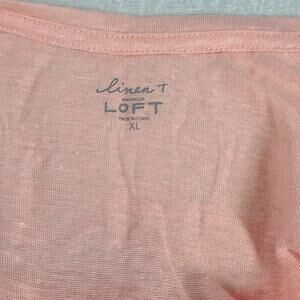 linen T
LOFT
MADE IN CHINA
XL